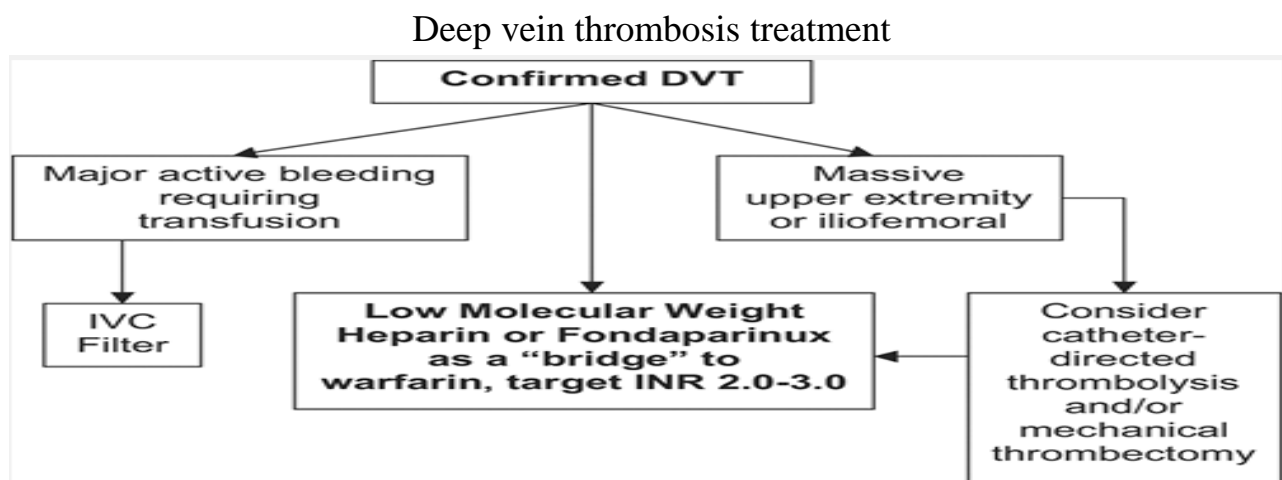 Deep vein thrombosis treatment
Confirmed DVT
Major active bleeding
requiring
transfusion
Massive
upper extremity
or iliofemoral
IVC
Filter
Low Molecular Weight
Heparin or Fondaparinux
as a “bridge” to
warfarin, target INR 2.0-3.0
Consider
catheter-
directed
thrombolysis
and/or
mechanical
thrombectomy